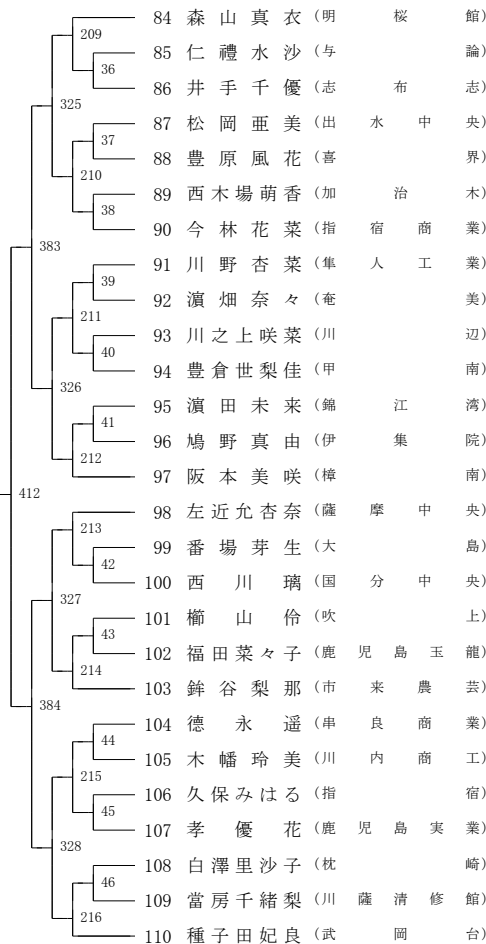 84 森山真衣 (明桜館)
209
85 仁禮水沙 (与論)
36
86 井手千優 (志布志)
325
87 松岡亜美 (出水中央)
37
88 豊原風花 (喜界)
210
89 西木場萌香 (加治木)
38
90 今林花菜 (指宿商業)
383
91 川野杏菜 (隼人工業)
39
92 濵畑奈々 (奄美)
211
93 川之上咲菜 (川辺)
40
94 豊倉世梨佳 (甲南)
326
95 濵田未来 (錦江湾)
41
96 鳩野真由 (伊集院)
212
97 阪本美咲 (樟南)
412
98 左近允杏奈 (薩摩中央)
213
99 番場芽生 (大島)
42
100 西川璃 (国分中央)
327
101 櫛山伶 (吹上)
43
102 福田菜々子 (鹿児島玉龍)
214
103 鉾谷梨那 (市来農芸)
384
104 德永遥 (串良商業)
44
105 木幡玲美 (川内商工)
215
106 久保みはる (指宿)
45
107 孝優花 (鹿児島実業)
328
108 白澤里沙子 (枕崎)
46
109 當房千緒梨 (川薩清修館)
216
110 種子田妃良 (武岡台)